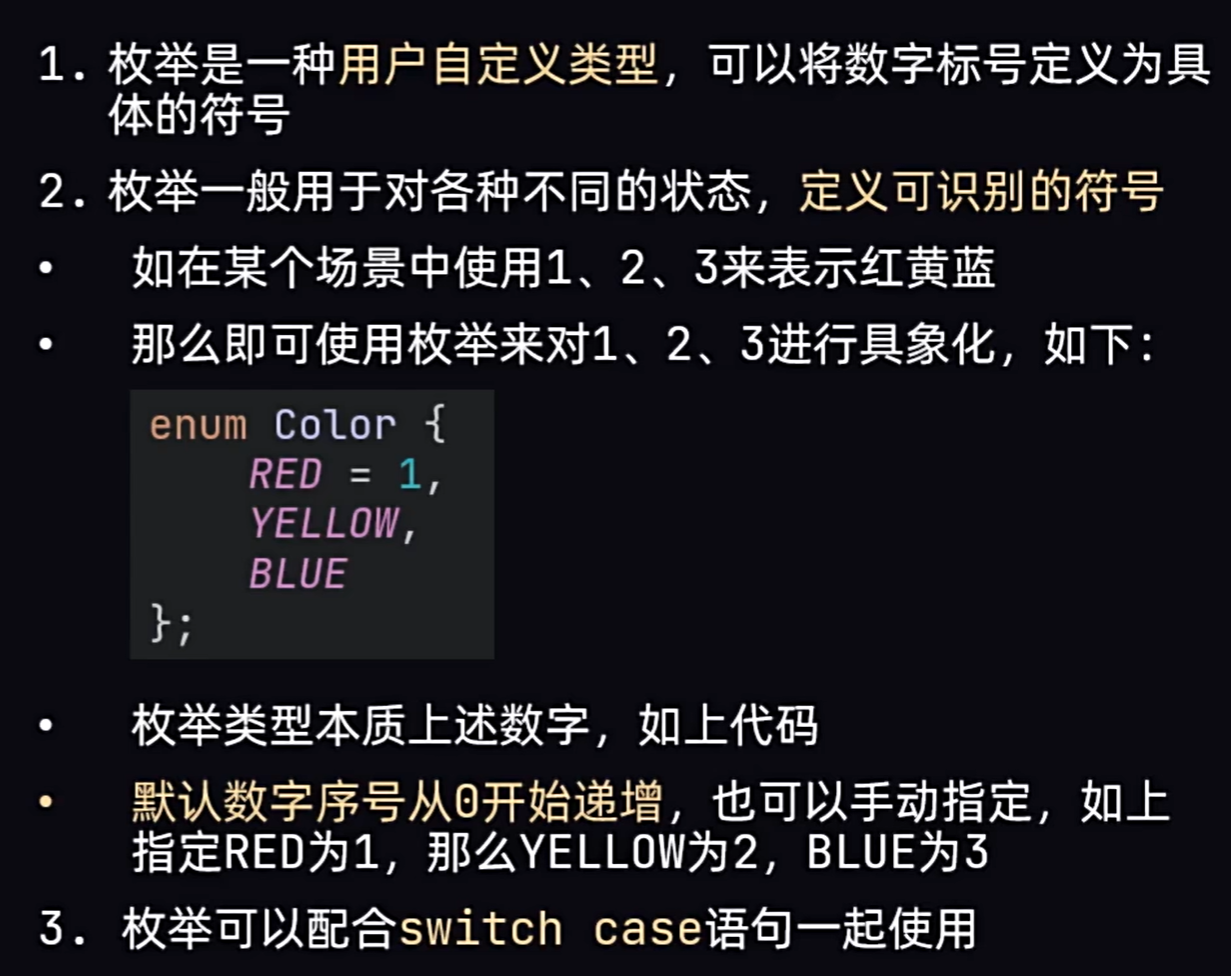 1. 枚举是一种用户自定义类型，可以将数字标号定义为具
体的符号
2. 枚举一般用于对各种不同的状态，定义可识别的符号
• 如在某个场景中使用1、2、3来表示红黄蓝
• 那么即可使用枚举来对1、2、3进行具象化，如下：
enum Color {
    RED = 1,
    YELLOW,
    BLUE
};
• 枚举类型本质上述数字，如上代码
• 默认数字序号从0开始递增，也可以手动指定，如上
指定RED为1，那么YELLOW为2，BLUE为3
3. 枚举可以配合switch case语句一起使用